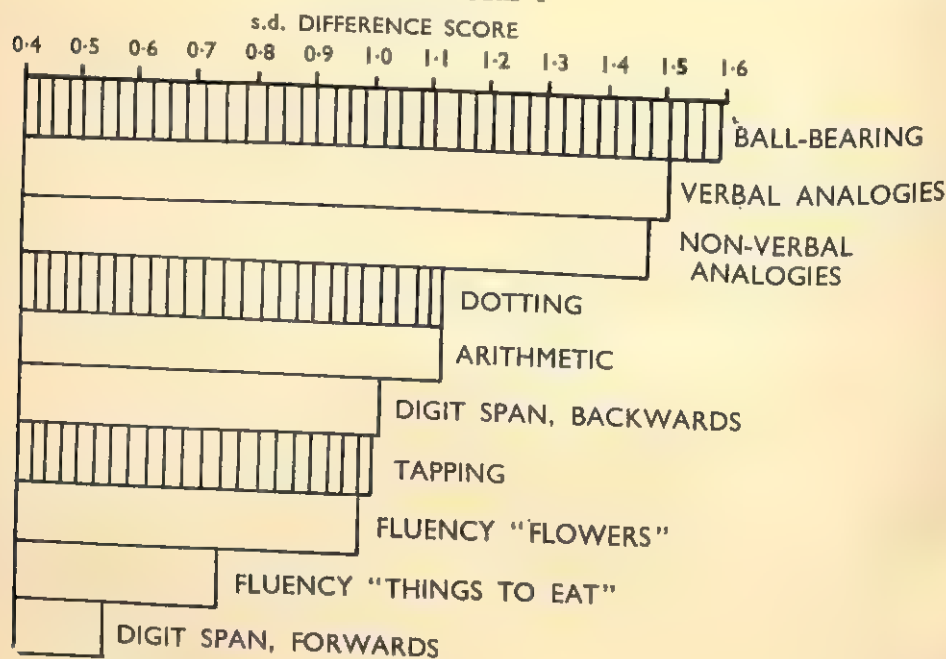 s.d. DIFFERENCE SCORE
0·4 0·5 0·6 0·7 0·8 0·9 1·0 1·1 1·2 1·3 1·4 1·5 1·6
BALL-BEARING
VERBAL ANALOGIES
NON-VERBAL
ANALOGIES
DOTTING
ARITHMETIC
DIGIT SPAN, BACKWARDS
TAPPING
FLUENCY "FLOWERS"
FLUENCY "THINGS TO EAT"
DIGIT SPAN, FORWARDS